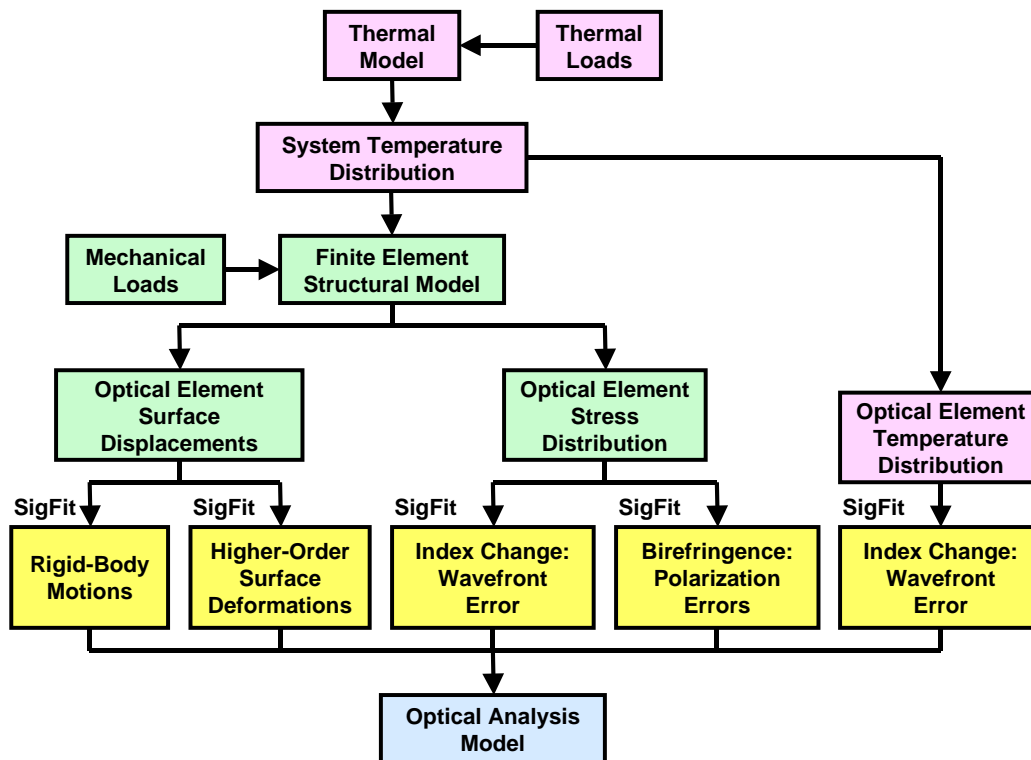 Thermal
Model
Thermal
Loads
System Temperature
Distribution
Mechanical
Loads
Finite Element
Structural Model
Optical Element
Surface
Displacements
Optical Element
Stress
Distribution
Optical Element
Temperature
Distribution
SigFit
SigFit
SigFit
SigFit
SigFit
Rigid-Body
Motions
Higher-Order
Surface
Deformations
Index Change:
Wavefront
Error
Birefringence:
Polarization
Errors
Index Change:
Wavefront
Error
Optical Analysis
Model